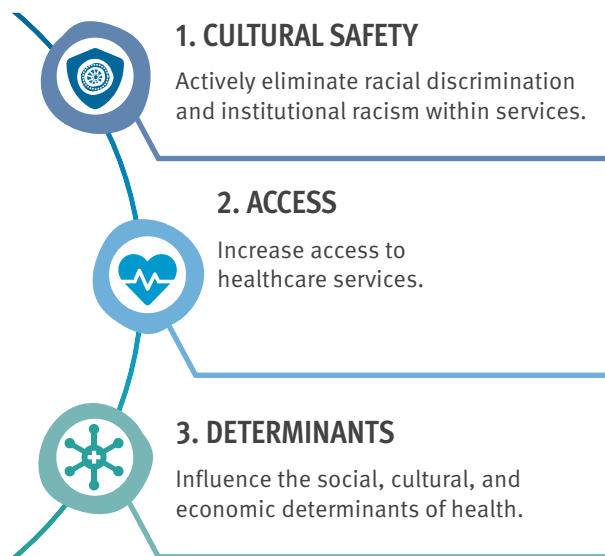 1. CULTURAL SAFETY
Actively eliminate racial discrimination
and institutional racism within services.
2. ACCESS
Increase access to
healthcare services.
3. DETERMINANTS
Influence the social, cultural, and
economic determinants of health.